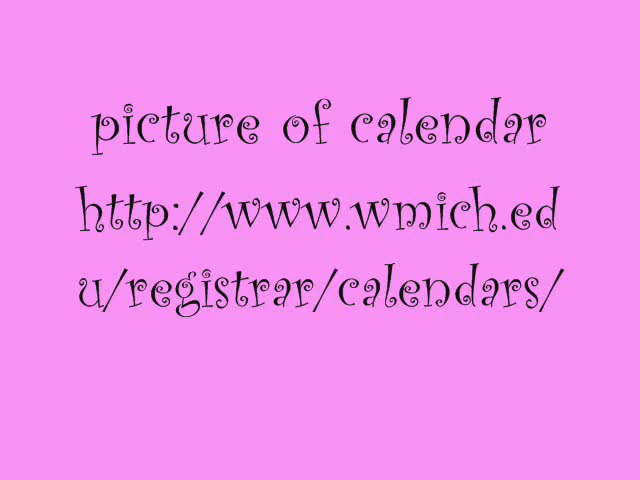 picture of calendar
http://www.wmich.ed
u/registrar/calendars/